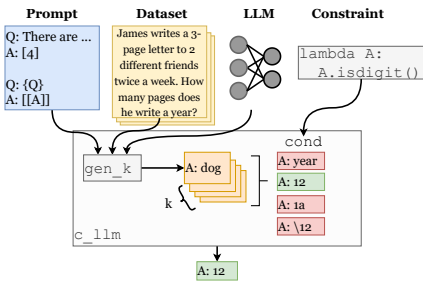 Prompt
Dataset
LLM
Constraint
Q: There are ...
A: [4]
Q: {Q}
A: [[A]]
James writes a 3-
page letter to 2
different friends
twice a week. How
many pages does
he write a year?
lambda A:
A.isdigit()
gen_k
A: dog
k
cond
A: year
A: 12
A: 1a
A: \12
c_llm
A: 12